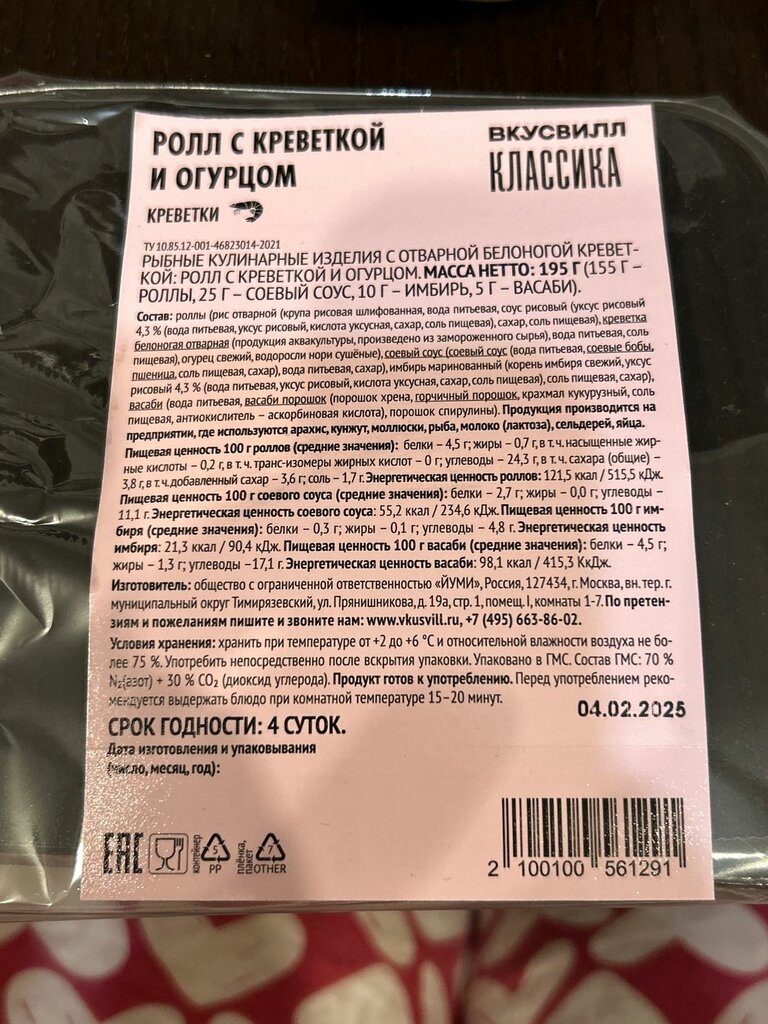 РОЛЛ С КРЕВЕТКОЙ
И ОГУРЦОМ
КРЕВЕТКИ
ВКУСВИЛЛ
КЛАССИКА
ТУ 10.85.12-001-46823014-2021
РЫБНЫЕ КУЛИНАРНЫЕ ИЗДЕЛИЯ С ОТВАРНОЙ БЕЛОНОГОЙ КРЕВЕТ-
КОЙ: РОЛЛ С КРЕВЕТКОЙ И ОГУРЦОМ. МАССА НЕТТО: 195 Г (155 Г –
РОЛЛЫ, 25 Г – СОЕВЫЙ СОУС, 10 Г – ИМБИРЬ, 5 Г – ВАСАБИ).
Состав: роллы (рис отварной (крупа рисовая шлифованная, вода питьевая, соус рисовый (уксус рисовый
4,3 % (вода питьевая, уксус рисовый, кислота уксусная, сахар, соль пищевая), сахар, соль пищевая), креветка
белоногая отварная (продукция аквакультуры, произведено из замороженного сырья), вода питьевая, соль
пищевая), огурец свежий, водоросли нори сушёные), соевый соус (соевый соус (вода питьевая, соевые бобы,
пшеница, соль пищевая, сахар), вода питьевая, сахар), имбирь маринованный (корень имбиря свежий, уксус
рисовый 4,3 % (вода питьевая, уксус рисовый, кислота уксусная, сахар, соль пищевая), соль пищевая, сахар),
васаби (вода питьевая, васаби порошок (порошок хрена, горчичный порошок, крахмал кукурузный, соль
пищевая, антиокислитель – аскорбиновая кислота), порошок спирулины). Продукция производится на
предприятии, где используются арахис, кунжут, моллюски, рыба, молоко (лактоза), сельдерей, яйца.
Пищевая ценность 100 г роллов (средние значения): белки – 4,5 г; жиры – 0,7 г, в т. ч. насыщенные жир-
ные кислоты – 0,2 г, в т. ч. транс-изомеры жирных кислот – 0 г; углеводы – 24,3 г, в т. ч. сахара (общие) –
3,8 г, в т. ч. добавленный сахар – 3,6 г; соль – 1,7 г. Энергетическая ценность роллов: 121,5 ккал / 515,5 кДж.
Пищевая ценность 100 г соевого соуса (средние значения): белки – 2,7 г; жиры – 0,0 г; углеводы –
11,1 г. Энергетическая ценность соевого соуса: 55,2 ккал / 234,6 кДж. Пищевая ценность 100 г им-
биря (средние значения): белки – 0,3 г; жиры – 0,1 г; углеводы – 4,8 г. Энергетическая ценность
имбиря: 21,3 ккал / 90,4 кДж. Пищевая ценность 100 г васаби (средние значения): белки – 4,5 г;
жиры – 1,3 г; углеводы –17,1 г. Энергетическая ценность васаби: 98,1 ккал / 415,3 КкДж.
Изготовитель: общество с ограниченной ответственностью «ЙУМИ», Россия, 127434, г. Москва, вн. тер. г.
муниципальный округ Тимирязевский, ул. Прянишникова, д. 19а, стр. 1, помещ. I, комнаты 1-7. По претен-
зиям и пожеланиям пишите и звоните нам: www.vkusvill.ru, +7 (495) 663-86-02.
Условия хранения: хранить при температуре от +2 до +6 °С и относительной влажности воздуха не бо-
лее 75 %. Употребить непосредственно после вскрытия упаковки. Упаковано в ГМС. Состав ГМС: 70 %
N₂(азот) + 30 % CO₂ (диоксид углерода). Продукт готов к употреблению. Перед употреблением реко-
мендуется выдержать блюдо при комнатной температуре 15–20 минут.
04.02.2025
СРОК ГОДНОСТИ: 4 СУТОК.
Дата изготовления и упаковывания
(число, месяц, год):
EAC
контейнер
5
PP
плёнка,
пакет
7
OTHER
2 100100 561291